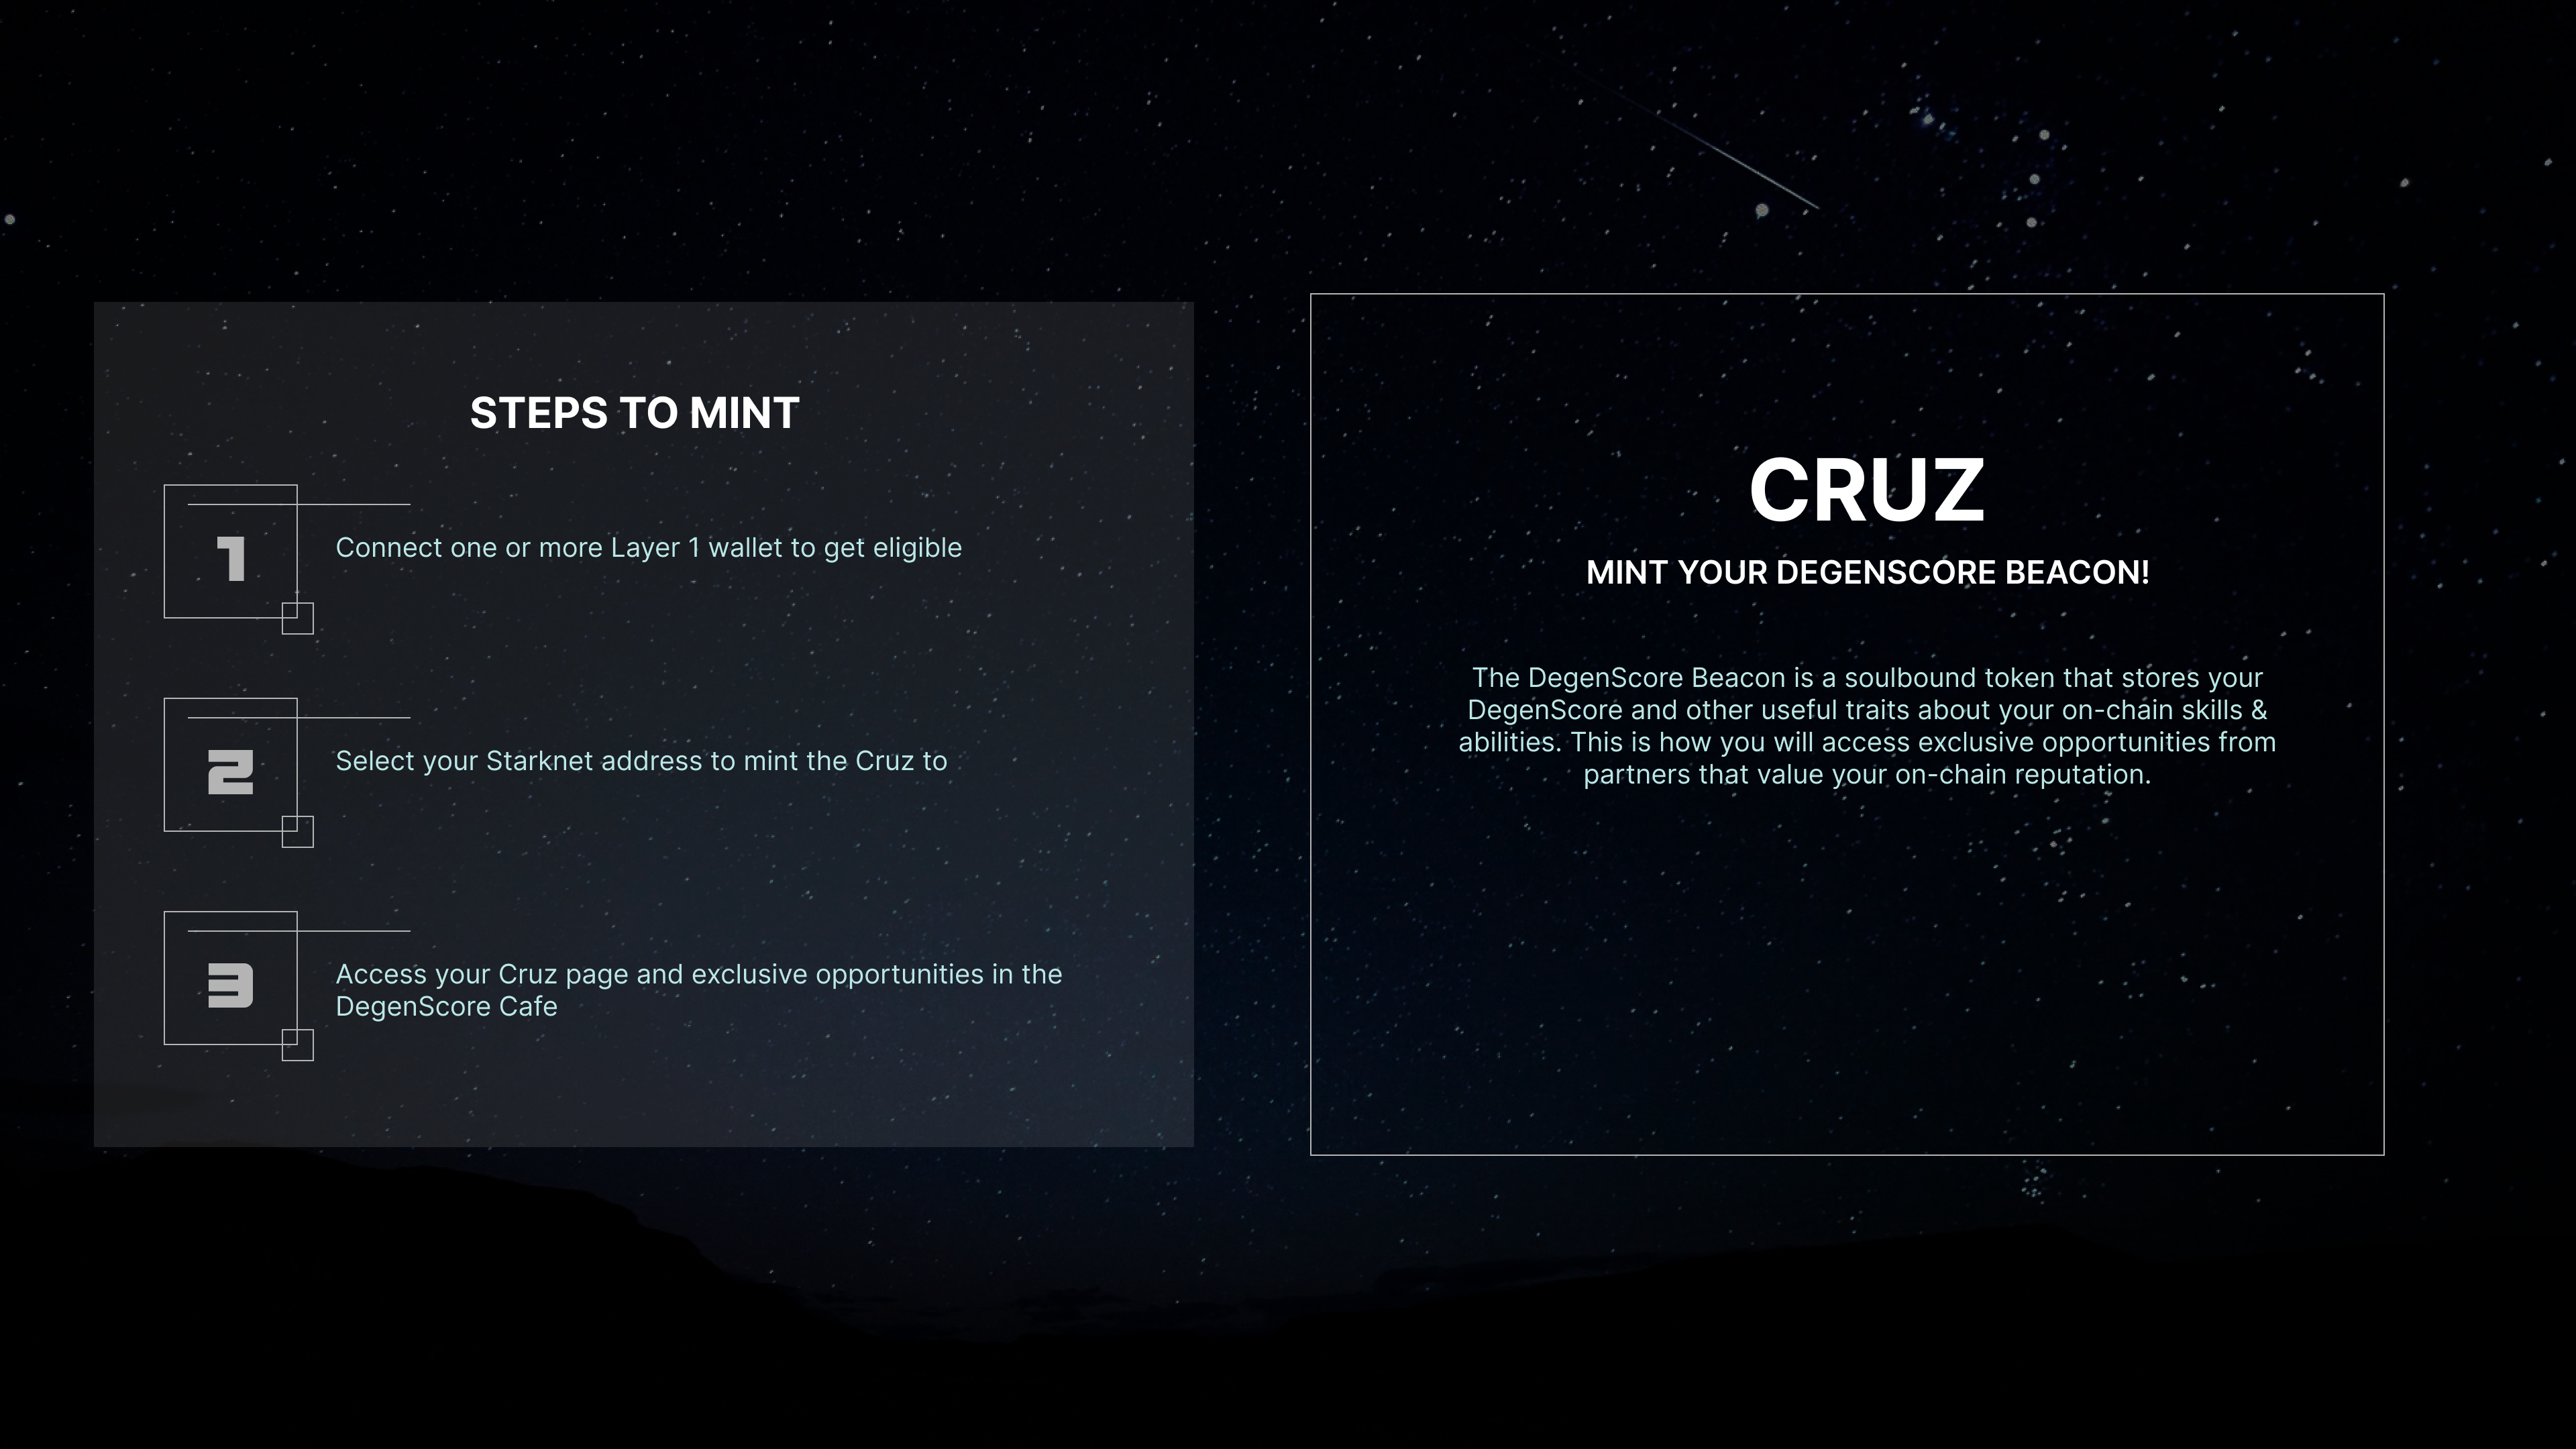 STEPS TO MINT
1
Connect one or more Layer 1 wallet to get eligible
2
Select your Starknet address to mint the Cruz to
3
Access your Cruz page and exclusive opportunities in the
DegenScore Cafe
CRUZ
MINT YOUR DEGENSCORE BEACON!
The DegenScore Beacon is a soulbound token that stores your
DegenScore and other useful traits about your on-chain skills &
abilities. This is how you will access exclusive opportunities from
partners that value your on-chain reputation.